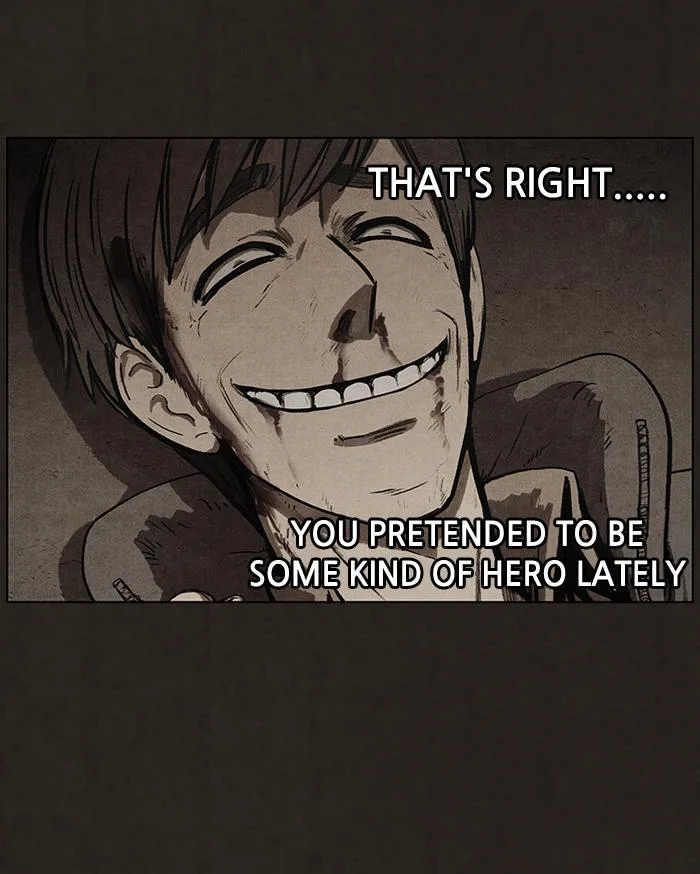 THAT'S RIGHT.....
YOU PRETENDED TO BE
SOME KIND OF HERO LATELY